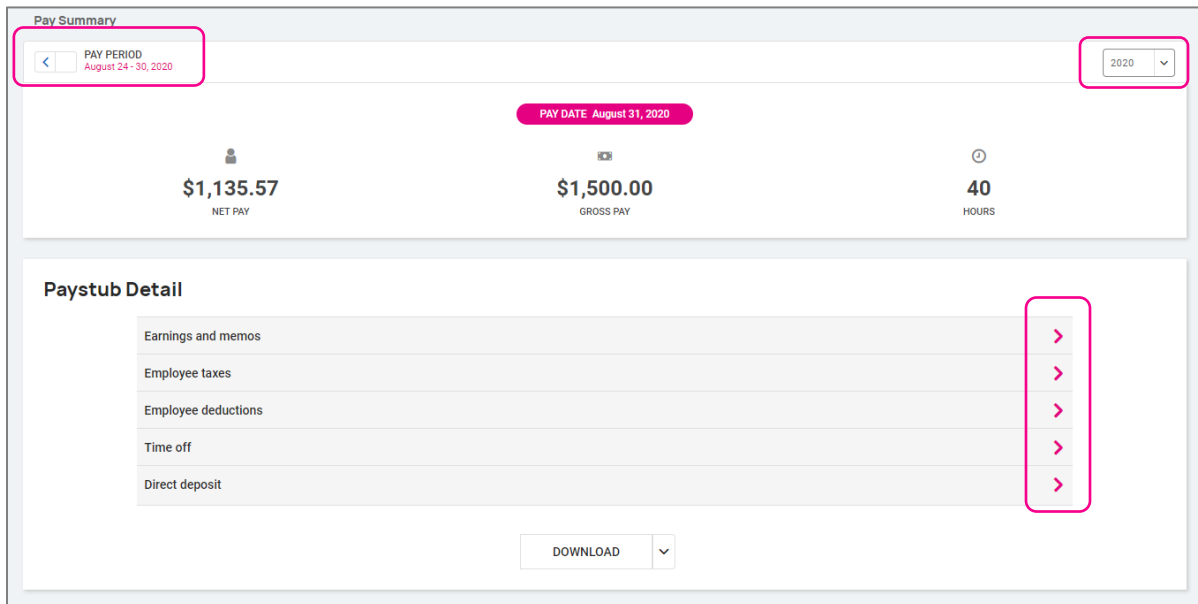 Pay Summary
PAY PERIOD
August 24 - 30, 2020
2020
PAY DATE August 31, 2020
$1,135.57
NET PAY
$1,500.00
GROSS PAY
40
HOURS
Paystub Detail
Earnings and memos
Employee taxes
Employee deductions
Time off
Direct deposit
DOWNLOAD